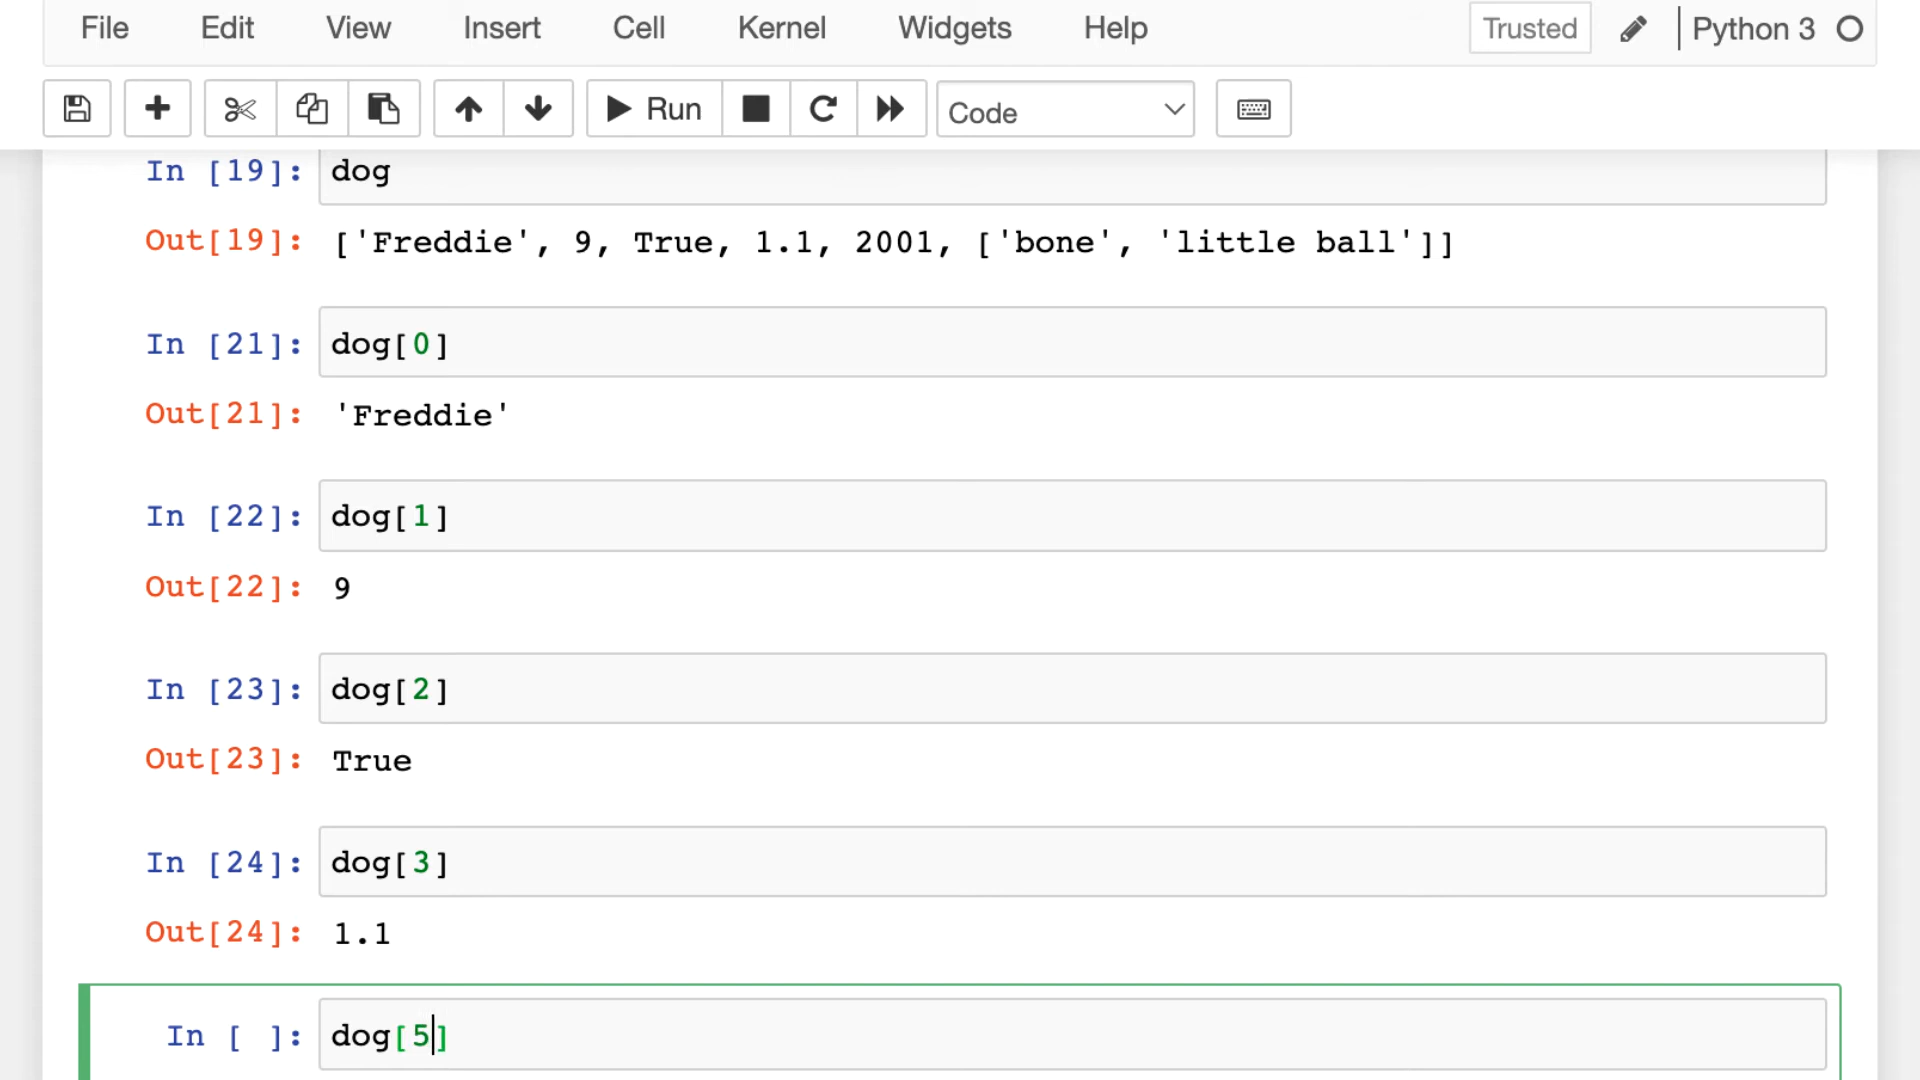 File Edit View Insert Cell Kernel Widgets Help Trusted Python 3
Run Code
In [19]: dog
Out[19]: ['Freddie', 9, True, 1.1, 2001, ['bone', 'little ball']]
In [21]: dog[0]
Out[21]: 'Freddie'
In [22]: dog[1]
Out[22]: 9
In [23]: dog[2]
Out[23]: True
In [24]: dog[3]
Out[24]: 1.1
In [ ]: dog[5]